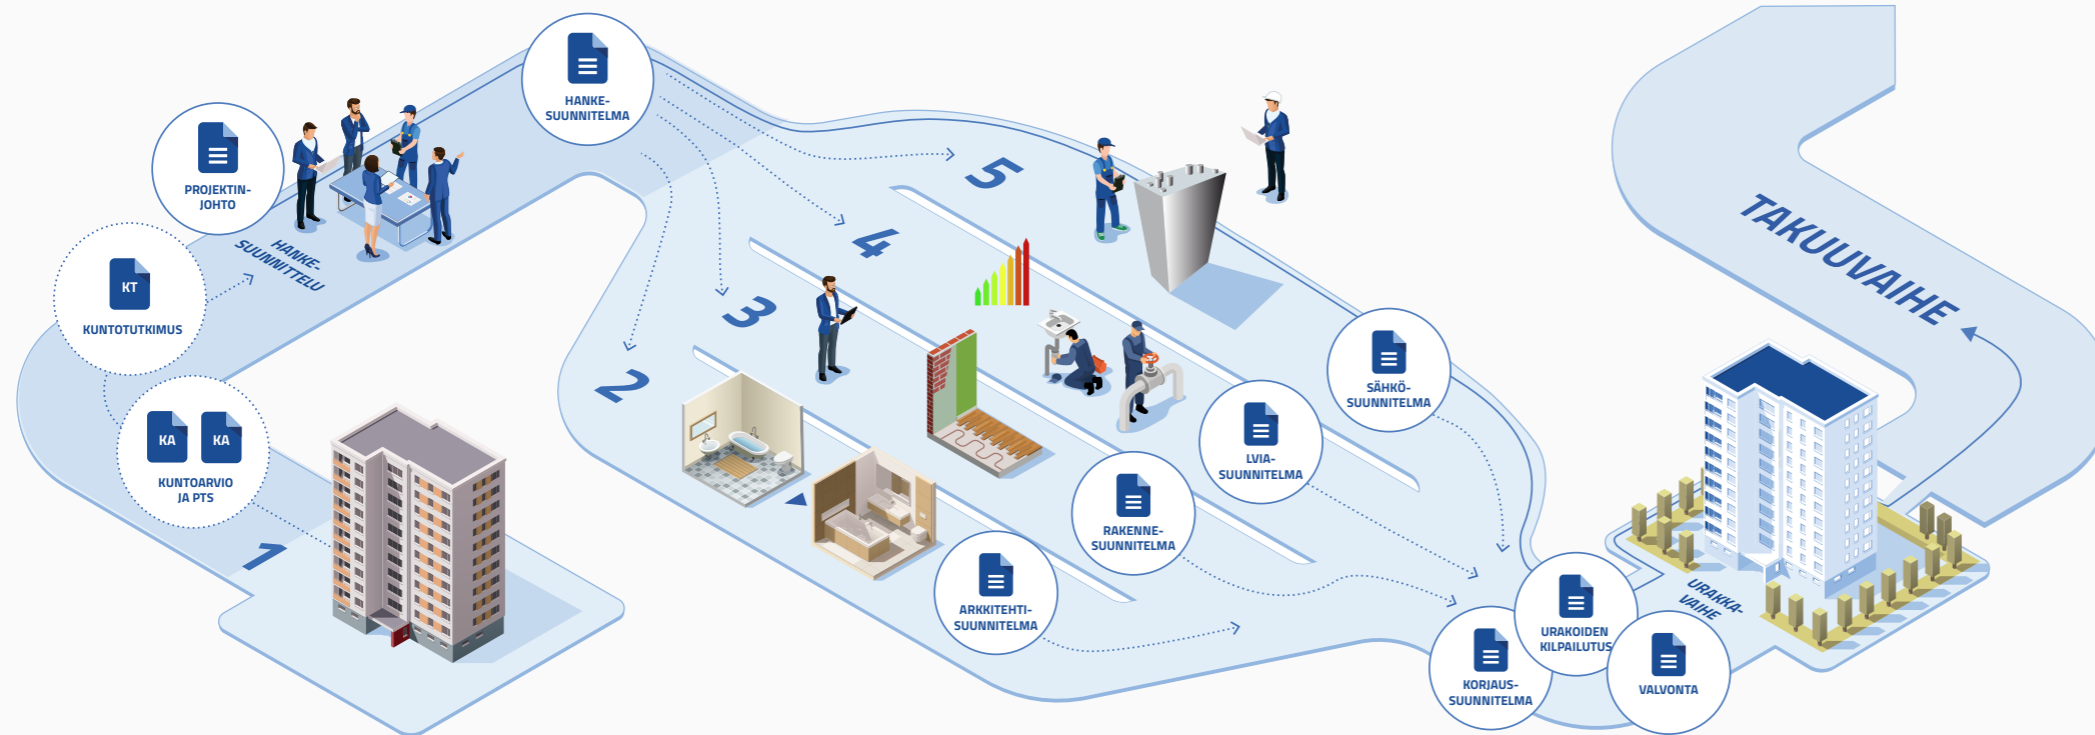 HANKE-
SUUNNITELMA
PROJEKTIN-
JOHTO
HANKE-
SUUNNITTELU
KT
KUNTOTUTKIMUS
KA
KA
KUNTOARVIO
JA PTS
1
2
3
4
5
SÄHKÖ-
SUUNNITELMA
LVIA-
SUUNNITELMA
RAKENNE-
SUUNNITELMA
ARKKITEHTI-
SUUNNITELMA
KORJAUS-
SUUNNITELMA
URAKOIDEN
KILPAILUTUS
VALVONTA
URAKKA-
VAIHE
TAKUUVAIHE